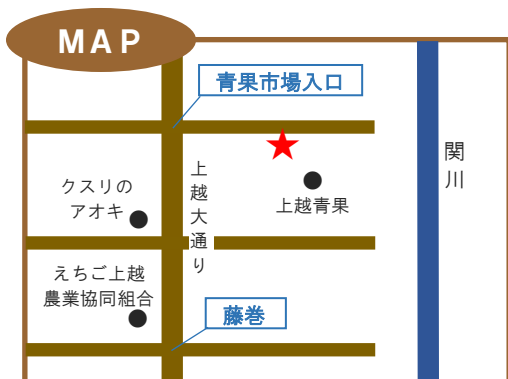 MAP
青果市場入口
関川
クスリの
アオキ
上越大通り
上越青果
えちご上越
農業協同組合
藤巻